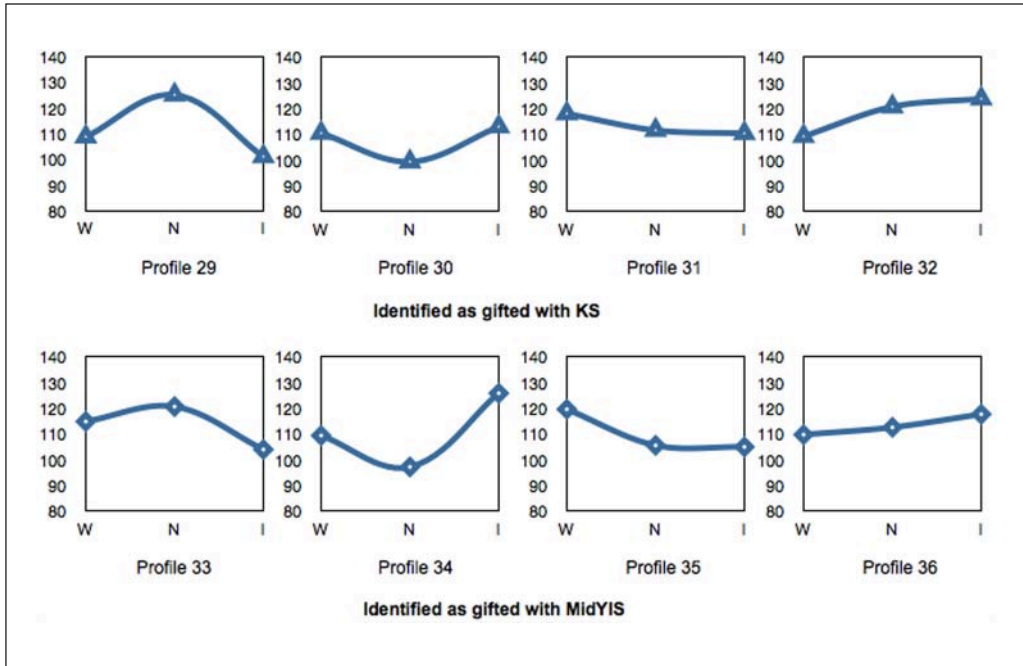 140 140 140 140
130 130 130 130
120 120 120 120
110 110 110 110
100 100 100 100
90 90 90 90
80 80 80 80
W N I W N I W N I W N I
Profile 29 Profile 30 Profile 31 Profile 32
Identified as gifted with KS
140 140 140 140
130 130 130 130
120 120 120 120
110 110 110 110
100 100 100 100
90 90 90 90
80 80 80 80
W N I W N I W N I W N I
Profile 33 Profile 34 Profile 35 Profile 36
Identified as gifted with MidYIS